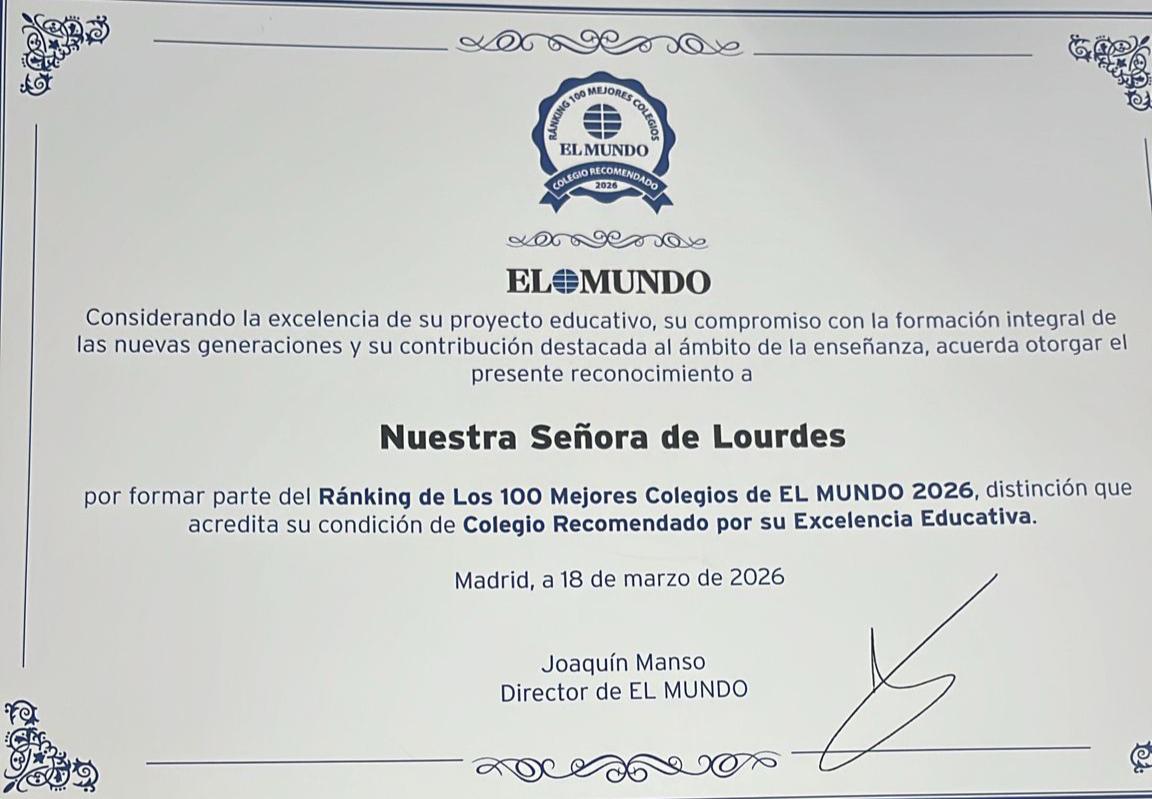 RÁNKING 100 MEJORES COLEGIOS
EL MUNDO
COLEGIO RECOMENDADO
2026
EL MUNDO
Considerando la excelencia de su proyecto educativo, su compromiso con la formación integral de
las nuevas generaciones y su contribución destacada al ámbito de la enseñanza, acuerda otorgar el
presente reconocimiento a
Nuestra Señora de Lourdes
por formar parte del Ránking de Los 100 Mejores Colegios de EL MUNDO 2026, distinción que
acredita su condición de Colegio Recomendado por su Excelencia Educativa.
Madrid, a 18 de marzo de 2026
Joaquín Manso
Director de EL MUNDO